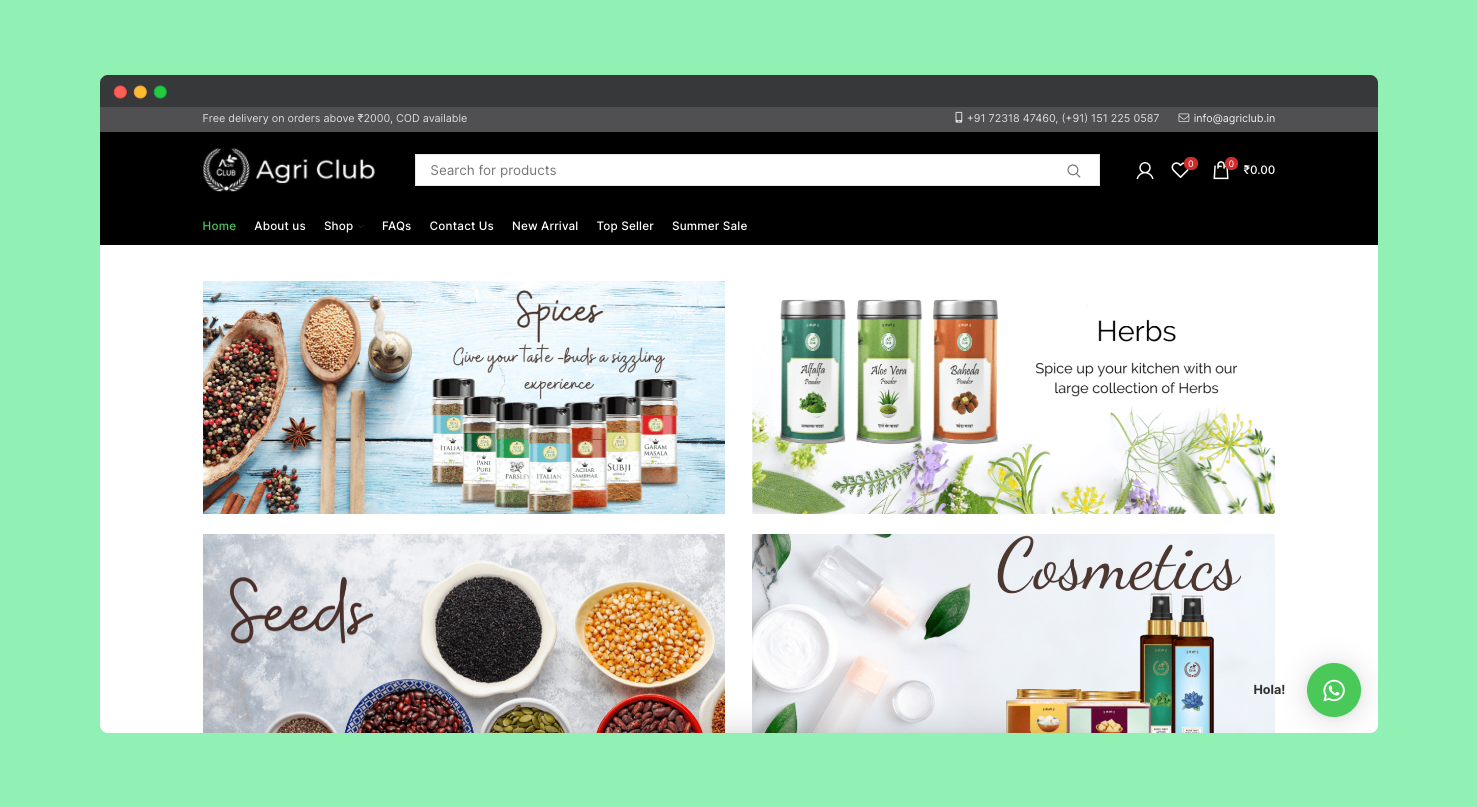 Free delivery on orders above ₹2000, COD available
+91 72318 47460, (+91) 151 225 0587
info@agriclub.in
CLUB
Agri Club
Search for products
0
0
₹0.00
Home
About us
Shop
FAQs
Contact Us
New Arrival
Top Seller
Summer Sale
Spices
Give your taste -buds a sizzling
experience
ITALIAN
PANI
PURI
PARSLEY
ITALIAN
ACHAR
SAMBHAR
SUBJI
GARAM
MASALA
Herbs
Spice up your kitchen with our
large collection of Herbs
Alfalfa
Powder
Aloe Vera
Powder
Baheda
Powder
Seeds
Cosmetics
Hola!